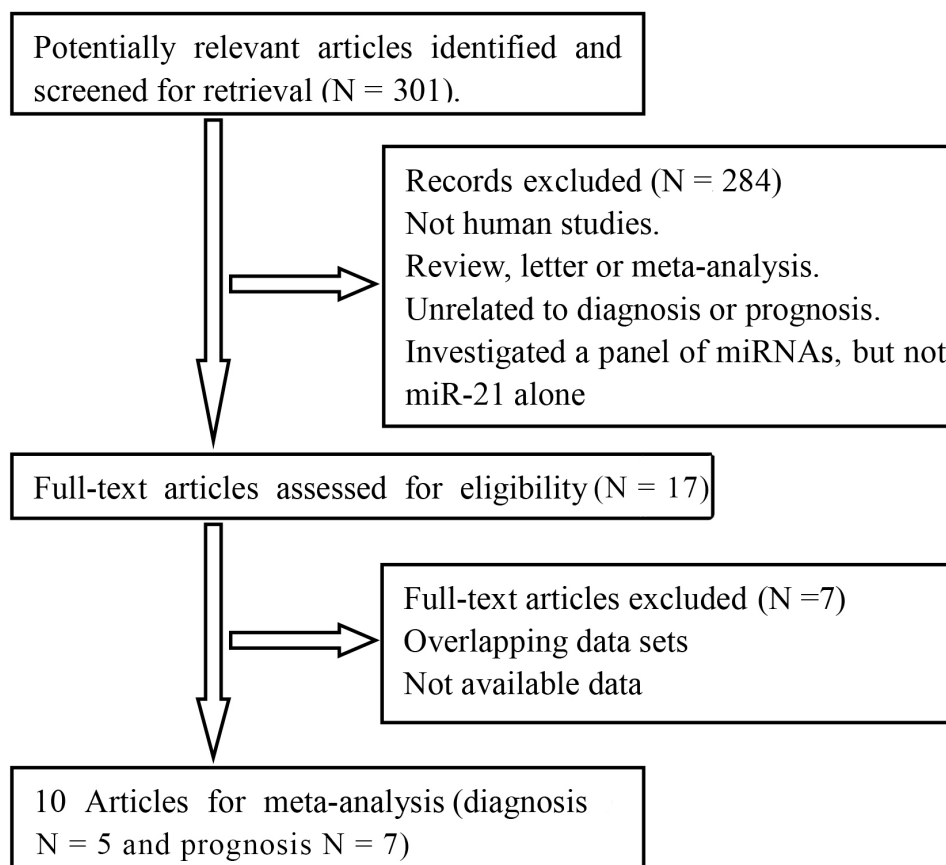 Potentially relevant articles identified and
screened for retrieval (N = 301).
Records excluded (N = 284)
Not human studies.
Review, letter or meta-analysis.
Unrelated to diagnosis or prognosis.
Investigated a panel of miRNAs, but not
miR-21 alone
Full-text articles assessed for eligibility (N = 17)
Full-text articles excluded (N =7)
Overlapping data sets
Not available data
10 Articles for meta-analysis (diagnosis
N = 5 and prognosis N = 7)